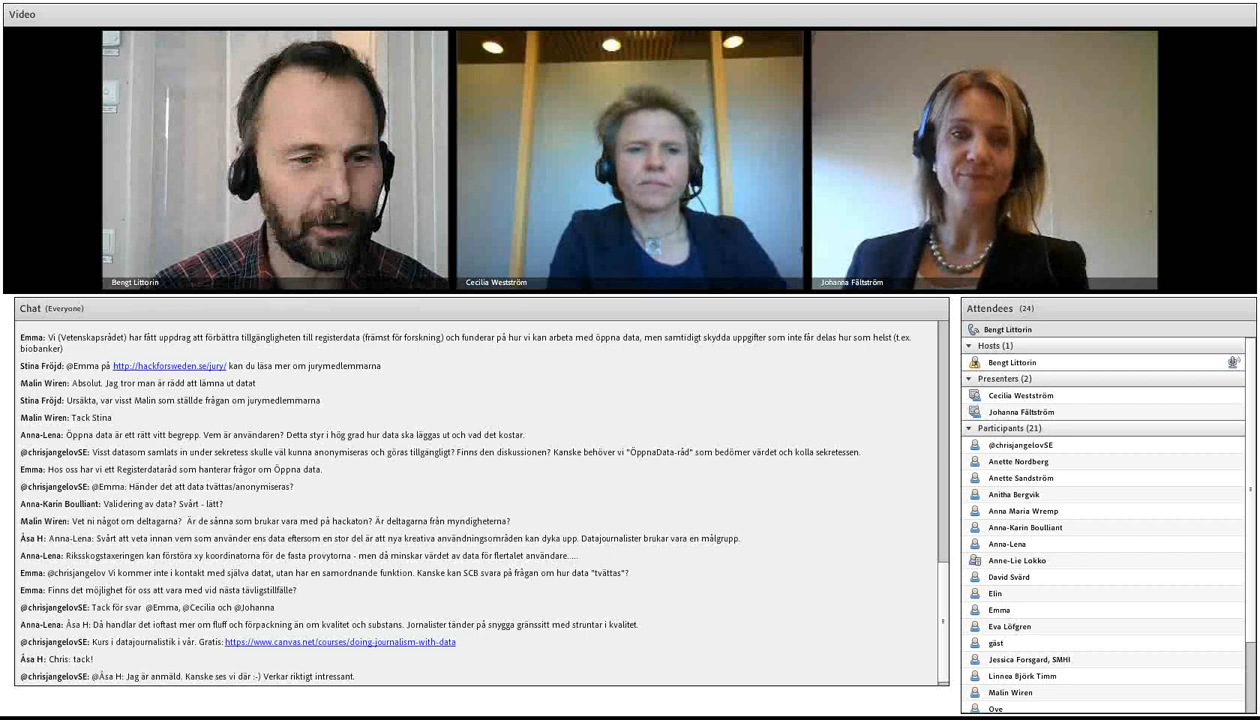 Video
Bengt Littorin
Cecilia Westström
Johanna Fältström
Chat (Everyone)
Emma: Vi (Vetenskapsrådet) har fått uppdrag att förbättra tillgängligheten till registerdata (främst för forskning) och funderar på hur vi kan arbeta med öppna data, men samtidigt skydda uppgifter som inte får delas hur som helst (t.ex.
biobanker)
Stina Fröjd: @Emma på http://hackforsweden.se/jury/ kan du läsa mer om jurymedlemmarna
Malin Wiren: Absolut. Jag tror man är rädd att lämna ut datat
Stina Fröjd: Ursäkta, var visst Malin som ställde frågan om jurymedlemmarna
Malin Wiren: Tack Stina
Anna-Lena: Öppna data är ett rätt vitt begrepp. Vem är användaren? Detta styr i hög grad hur data ska läggas ut och vad det kostar.
@chrisjangelovSE: Visst datasom samlats in under sekretess skulle väl kunna anonymiseras och göras tillgängligt? Finns den diskussionen? Kanske behöver vi "ÖppnaData-råd" som bedömer värdet och kolla sekretessen.
Emma: Hos oss har vi ett Registerdataråd som hanterar frågor om Öppna data.
@chrisjangelovSE: @Emma: Händer det att data tvättas/anonymiseras?
Anna-Karin Boulliant: Validering av data? Svårt - lätt?
Malin Wiren: Vet ni något om deltagarna? Är de sånna som brukar vara med på hackaton? Är deltagarna från myndigheterna?
Åsa H: Anna-Lena: Svårt att veta innan vem som använder ens data eftersom en stor del är att nya kreativa användningsområden kan dyka upp. Datajournalister brukar vara en målgrupp.
Anna-Lena: Riksskogstaxeringen kan förstöra xy koordinatorna för de fasta provytorna - men då minskar värdet av data för flertalet användare.....
Emma: @chrisjangelov Vi kommer inte i kontakt med själva datat, utan har en samordnande funktion. Kanske kan SCB svara på frågan om hur data "tvättas"?
Emma: Finns det möjlighet för oss att vara med vid nästa tävligstillfälle?
@chrisjangelovSE: Tack för svar @Emma, @Cecilia och @Johanna
Anna-Lena: Åsa H: Då handlar det ioftast mer om fluff och förpackning än om kvalitet och substans. Jornalister tänder på snygga gränssitt med struntar i kvalitet.
@chrisjangelovSE: Kurs i datajournalistik i vår. Gratis: https://www.canvas.net/courses/doing-journalism-with-data
Åsa H: Chris: tack!
@chrisjangelovSE: @Åsa H: Jag är anmäld. Kanske ses vi där :-) Verkar riktigt intressant.
Attendees (24)
Bengt Littorin
Hosts (1)
Bengt Littorin
Presenters (2)
Cecilia Westström
Johanna Fältström
Participants (21)
@chrisjangelovSE
Anette Nordberg
Anette Sandström
Anitha Bergvik
Anna Maria Wremp
Anna-Karin Boulliant
Anna-Lena
Anne-Lie Lokko
David Svärd
Elin
Emma
Eva Löfgren
gäst
Jessica Forsgard, SMHI
Linnea Björk Timm
Malin Wiren
Ove